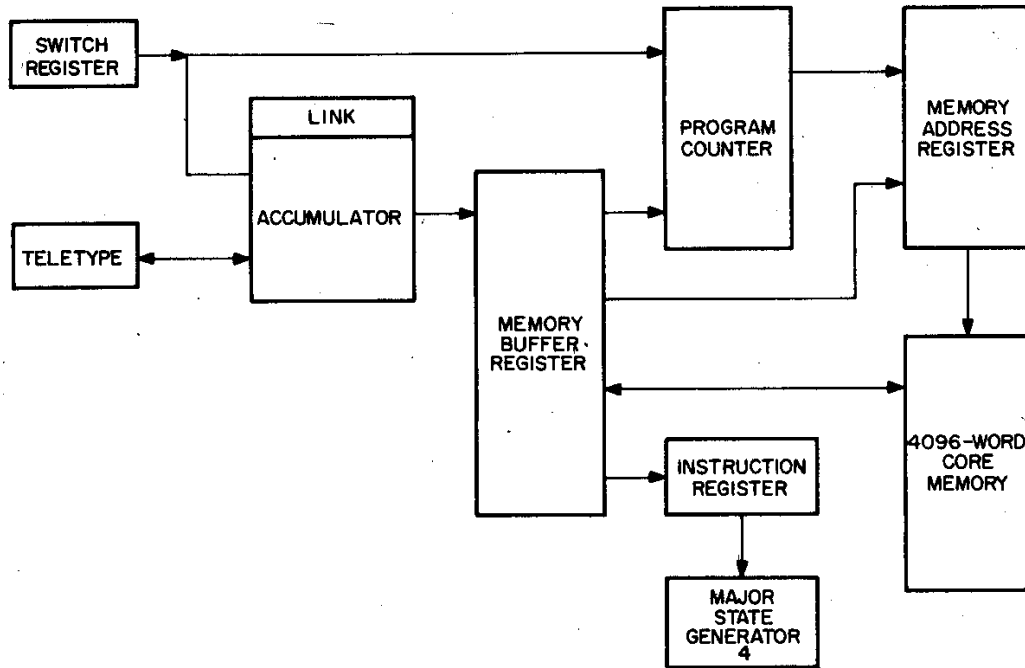 SWITCH
REGISTER
LINK
ACCUMULATOR
TELETYPE
MEMORY
BUFFER
REGISTER
PROGRAM
COUNTER
MEMORY
ADDRESS
REGISTER
4096-WORD
CORE
MEMORY
INSTRUCTION
REGISTER
MAJOR
STATE
GENERATOR
4